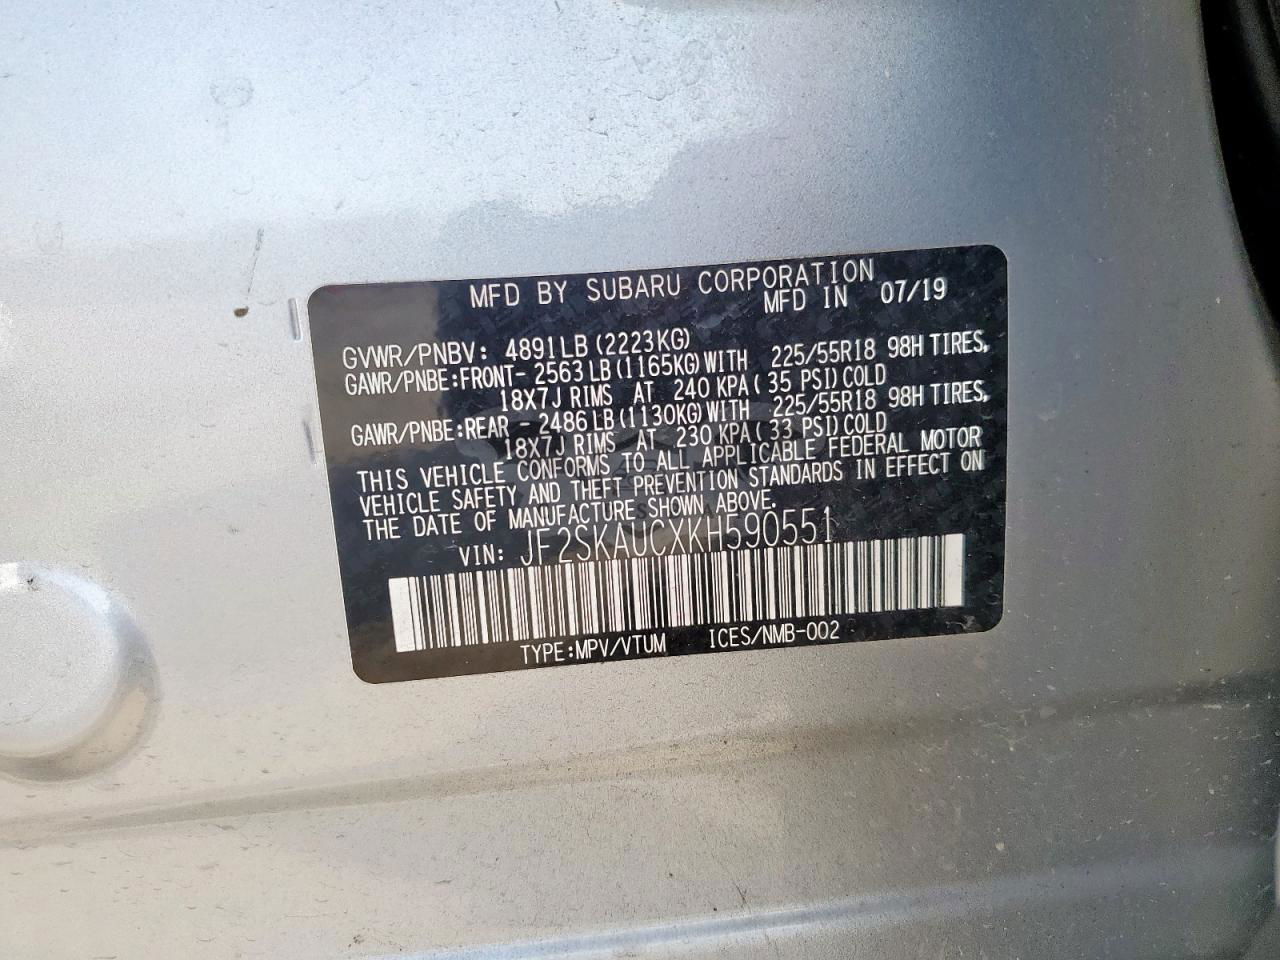 MFD BY SUBARU CORPORATION
MFD IN 07/19
GVWR/PNBV: 4891LB (2223KG)
GAWR/PNBE:FRONT- 2563LB (1165KG) WITH 225/55R18 98H TIRES,
18X7J RIMS AT 240 KPA( 35 PSI) COLD
GAWR/PNBE:REAR - 2486LB (1130KG) WITH 225/55R18 98H TIRES,
18X7J RIMS AT 230 KPA( 33 PSI) COLD
THIS VEHICLE CONFORMS TO ALL APPLICABLE FEDERAL MOTOR
VEHICLE SAFETY AND THEFT PREVENTION STANDARDS IN EFFECT ON
THE DATE OF MANUFACTURE SHOWN ABOVE.
VIN: JF2SKAUCXKH590551
TYPE:MPV/VTUM ICES/NMB-002